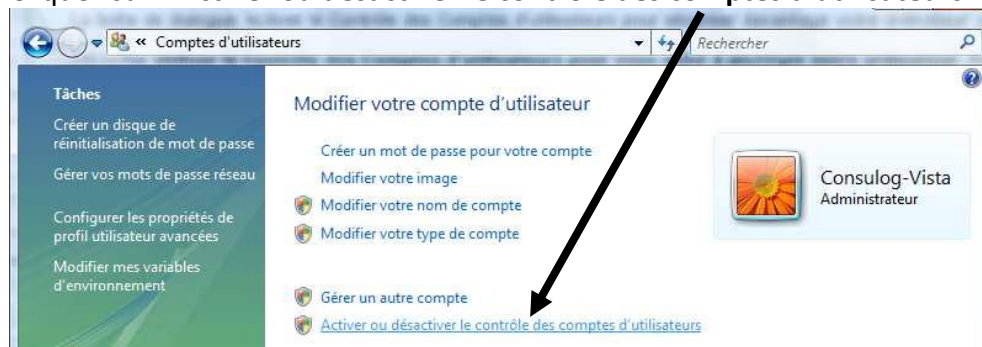 « Comptes d'utilisateurs
Rechercher
Tâches
Créer un disque de
réinitialisation de mot de passe
Gérer vos mots de passe réseau
Configurer les propriétés de
profil utilisateur avancées
Modifier mes variables
d'environnement
Modifier votre compte d'utilisateur
Créer un mot de passe pour votre compte
Modifier votre image
Modifier votre nom de compte
Modifier votre type de compte
Gérer un autre compte
Activer ou désactiver le contrôle des comptes d'utilisateurs
Consulog-Vista
Administrateur